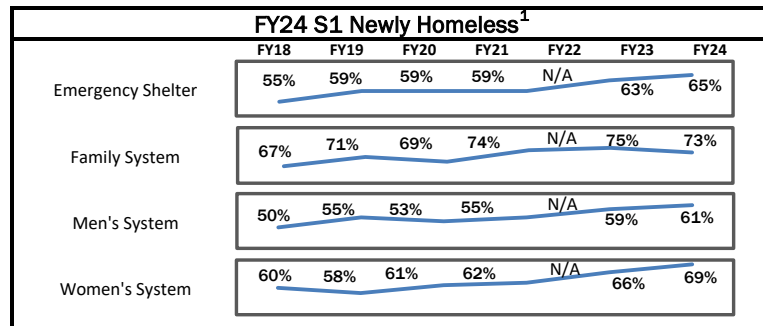 FY24 S1 Newly Homeless1
FY18 FY19 FY20 FY21 FY22 FY23 FY24
Emergency Shelter 55% 59% 59% 59% N/A 63% 65%
Family System 67% 71% 69% 74% N/A 75% 73%
Men's System 50% 55% 53% 55% N/A 59% 61%
Women's System 60% 58% 61% 62% N/A 66% 69%